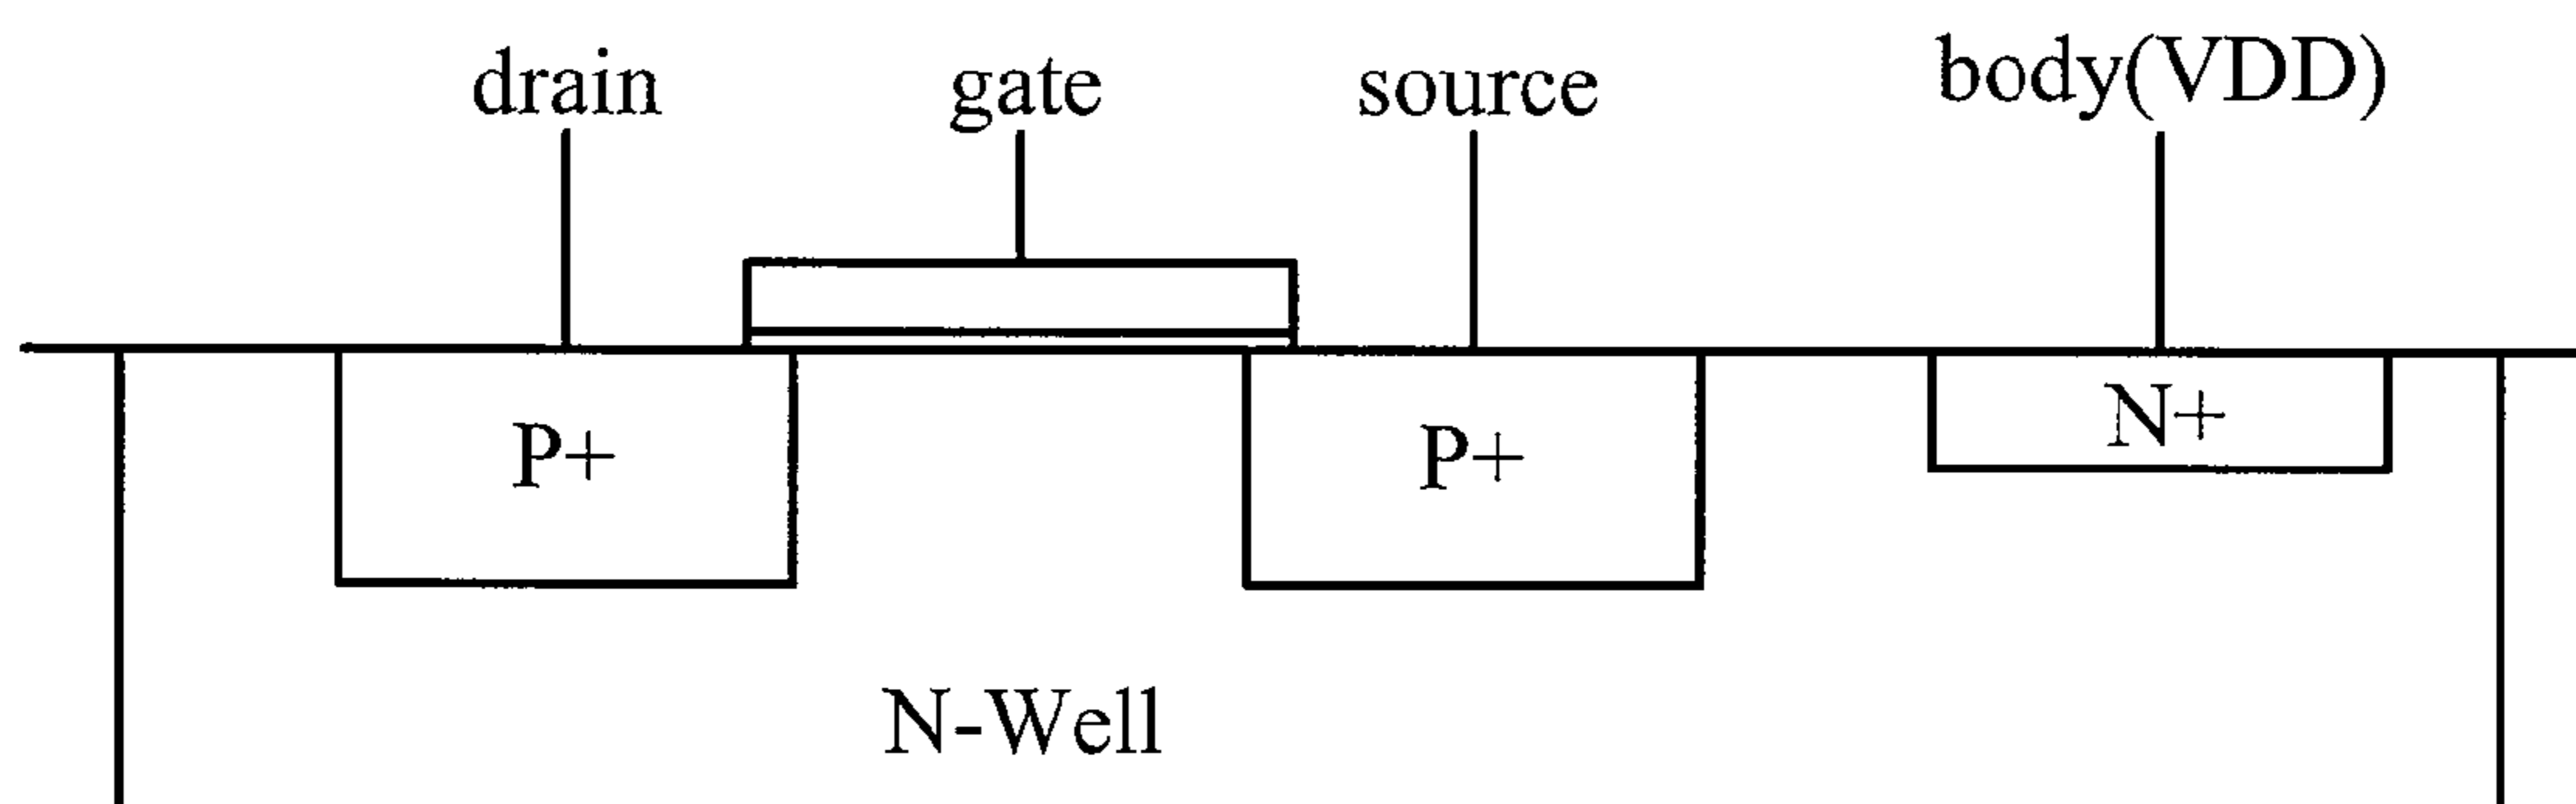 drain gate source body(VDD)
P+ P+ N+
N-Well